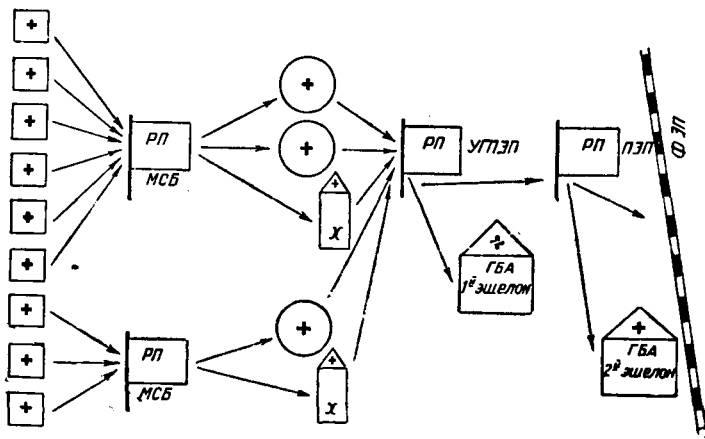 РП
МСБ
Х
РП УГПЭП
РП ПЭП
ФЭП
ГБА
1й эшелон
РП
МСБ
Х
ГБА
2й эшелон